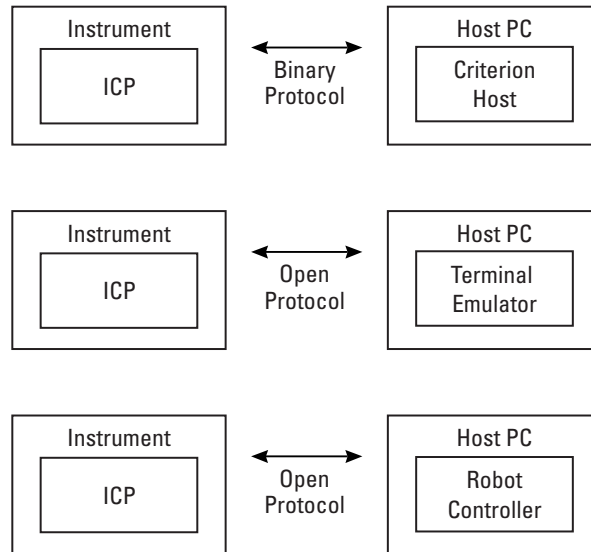 Instrument
ICP
Binary
Protocol
Host PC
Criterion
Host
Instrument
ICP
Open
Protocol
Host PC
Terminal
Emulator
Instrument
ICP
Open
Protocol
Host PC
Robot
Controller